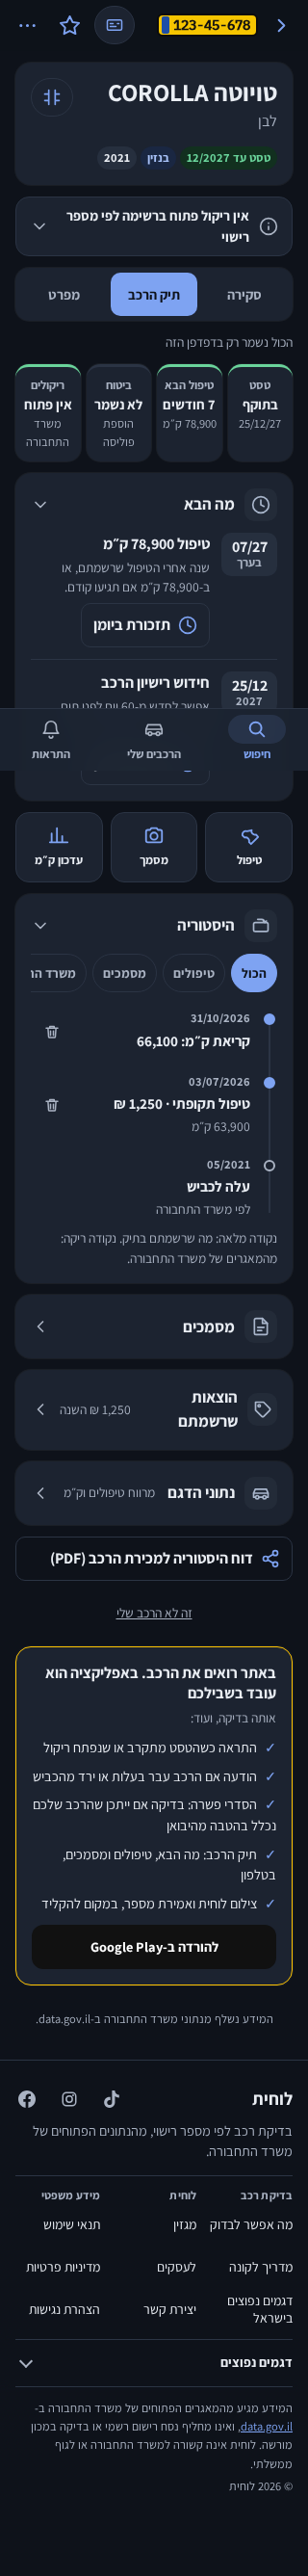 123-45-678
טויוטה COROLLA
לבן
טסט עד 12/2027
בנזין
2021
אין ריקול פתוח ברשימה לפי מספר
רישוי
סקירה
תיק הרכב
מפרט
הכול נשמר רק בדפדפן הזה
טסט
בתוקף
25/12/27
טיפול הבא
7 חודשים
78,900 ק״מ
ביטוח
לא נשמר
הוספת
פוליסה
ריקולים
אין פתוח
משרד
התחבורה
מה הבא
07/27
בערך
טיפול 78,900 ק״מ
שנה אחרי הטיפול שרשמתם, או
ב-78,900 ק״מ אם תגיעו קודם.
תזכורת ביומן
25/12
2027
חידוש רישיון הרכב
חיפוש
הרכבים שלי
התראות
טיפול
מסמך
עדכון ק״מ
היסטוריה
הכול
טיפולים
מסמכים
משרד הת
31/10/2026
קריאת ק״מ: 66,100
03/07/2026
טיפול תקופתי · 1,250 ₪
63,900 ק״מ
05/2021
עלה לכביש
לפי משרד התחבורה
נקודה מלאה: מה שרשמתם בתיק. נקודה ריקה:
מהמאגרים של משרד התחבורה.
מסמכים
הוצאות
שרשמתם
1,250 ₪ השנה
נתוני הדגם
מרווח טיפולים וק״מ
דוח היסטוריה למכירת הרכב (PDF)
זה לא הרכב שלי
באתר רואים את הרכב. באפליקציה הוא
עובד בשבילכם
אותה בדיקה, ועוד:
✓ התראה כשהטסט מתקרב או שנפתח ריקול
✓ הודעה אם הרכב עבר בעלות או ירד מהכביש
✓ הסדרי פשרה: בדיקה אם ייתכן שהרכב שלכם
נכלל בהטבה מהיבואן
✓ תיק הרכב: מה הבא, טיפולים ומסמכים,
בטלפון
✓ צילום לוחית ואמירת מספר, במקום להקליד
להורדה ב-Google Play
המידע נשלף מנתוני משרד התחבורה ב-data.gov.il.
לוחית
בדיקת רכב לפי מספר רישוי, מהנתונים הפתוחים של
משרד התחבורה.
בדיקת רכב
לוחית
מידע משפטי
מה אפשר לבדוק
מגזין
תנאי שימוש
מדריך לקונה
לעסקים
מדיניות פרטיות
דגמים נפוצים
בישראל
יצירת קשר
הצהרת נגישות
דגמים נפוצים
המידע מגיע מהמאגרים הפתוחים של משרד התחבורה ב-
data.gov.il, ואינו מחליף נסח רישום רשמי או בדיקה במכון
מורשה. לוחית אינה קשורה למשרד התחבורה או לגוף
ממשלתי.
© 2026 לוחית